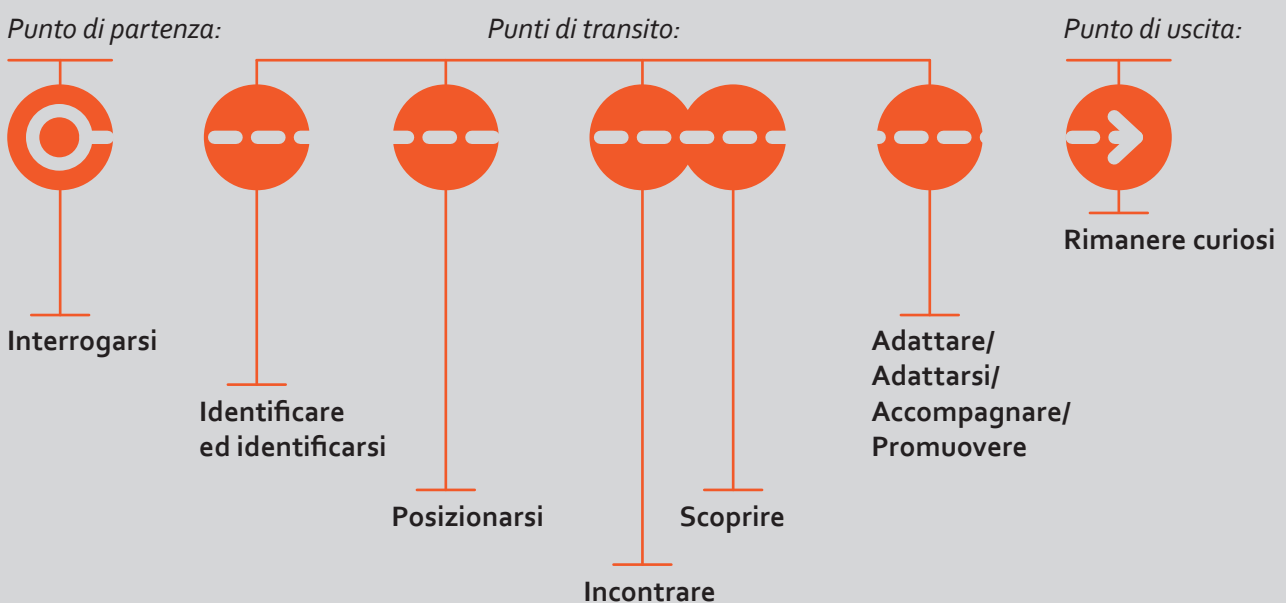 Punto di partenza:
Punti di transito:
Punto di uscita:
Rimanere curiosi
Interrogarsi
Adattare/
Adattarsi/
Accompagnare/
Promuovere
Identificare
ed identificarsi
Posizionarsi
Scoprire
Incontrare